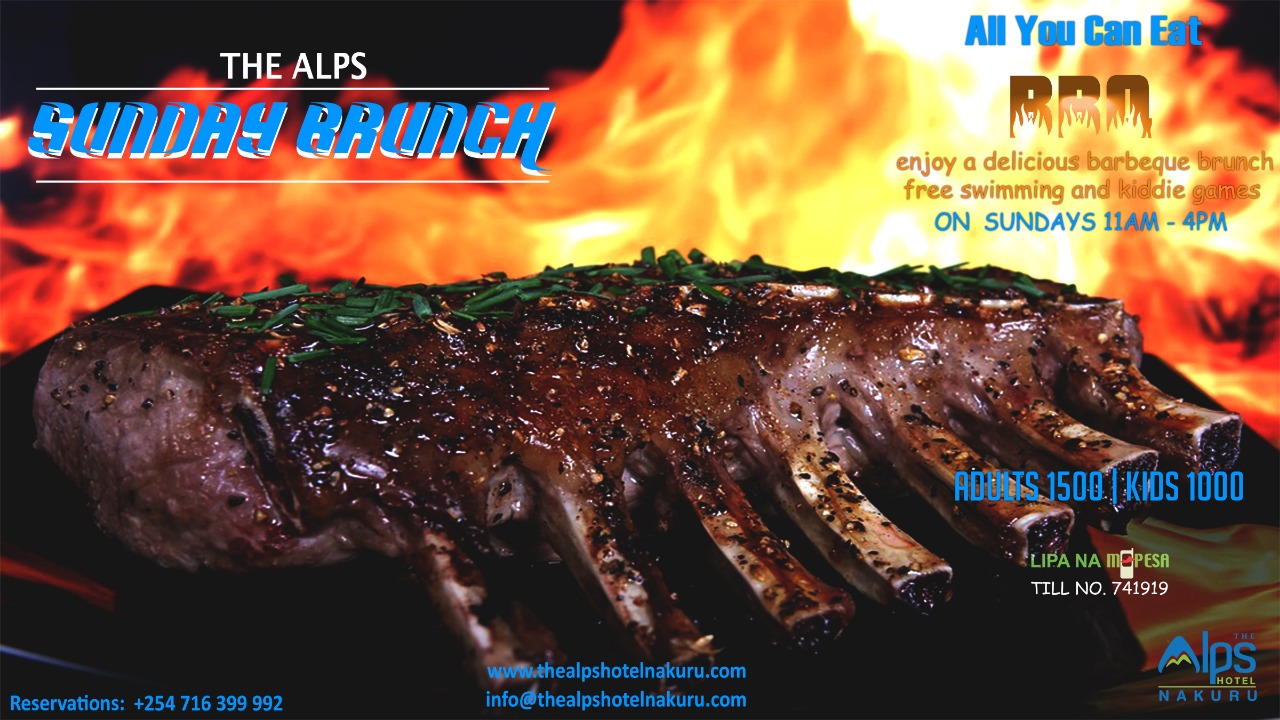 THE ALPS
SUNDAY BRUNCH
All You Can Eat
BBQ
enjoy a delicious barbeque brunch
free swimming and kiddie games
ON SUNDAYS 11AM - 4PM
ADULTS 1500 | KIDS 1000
LIPA NA M-PESA
TILL NO. 741919
www.thealpshotelnakuru.com
info@thealpshotelnakuru.com
Reservations: +254 716 399 992
THE
Alps
HOTEL
NAKURU